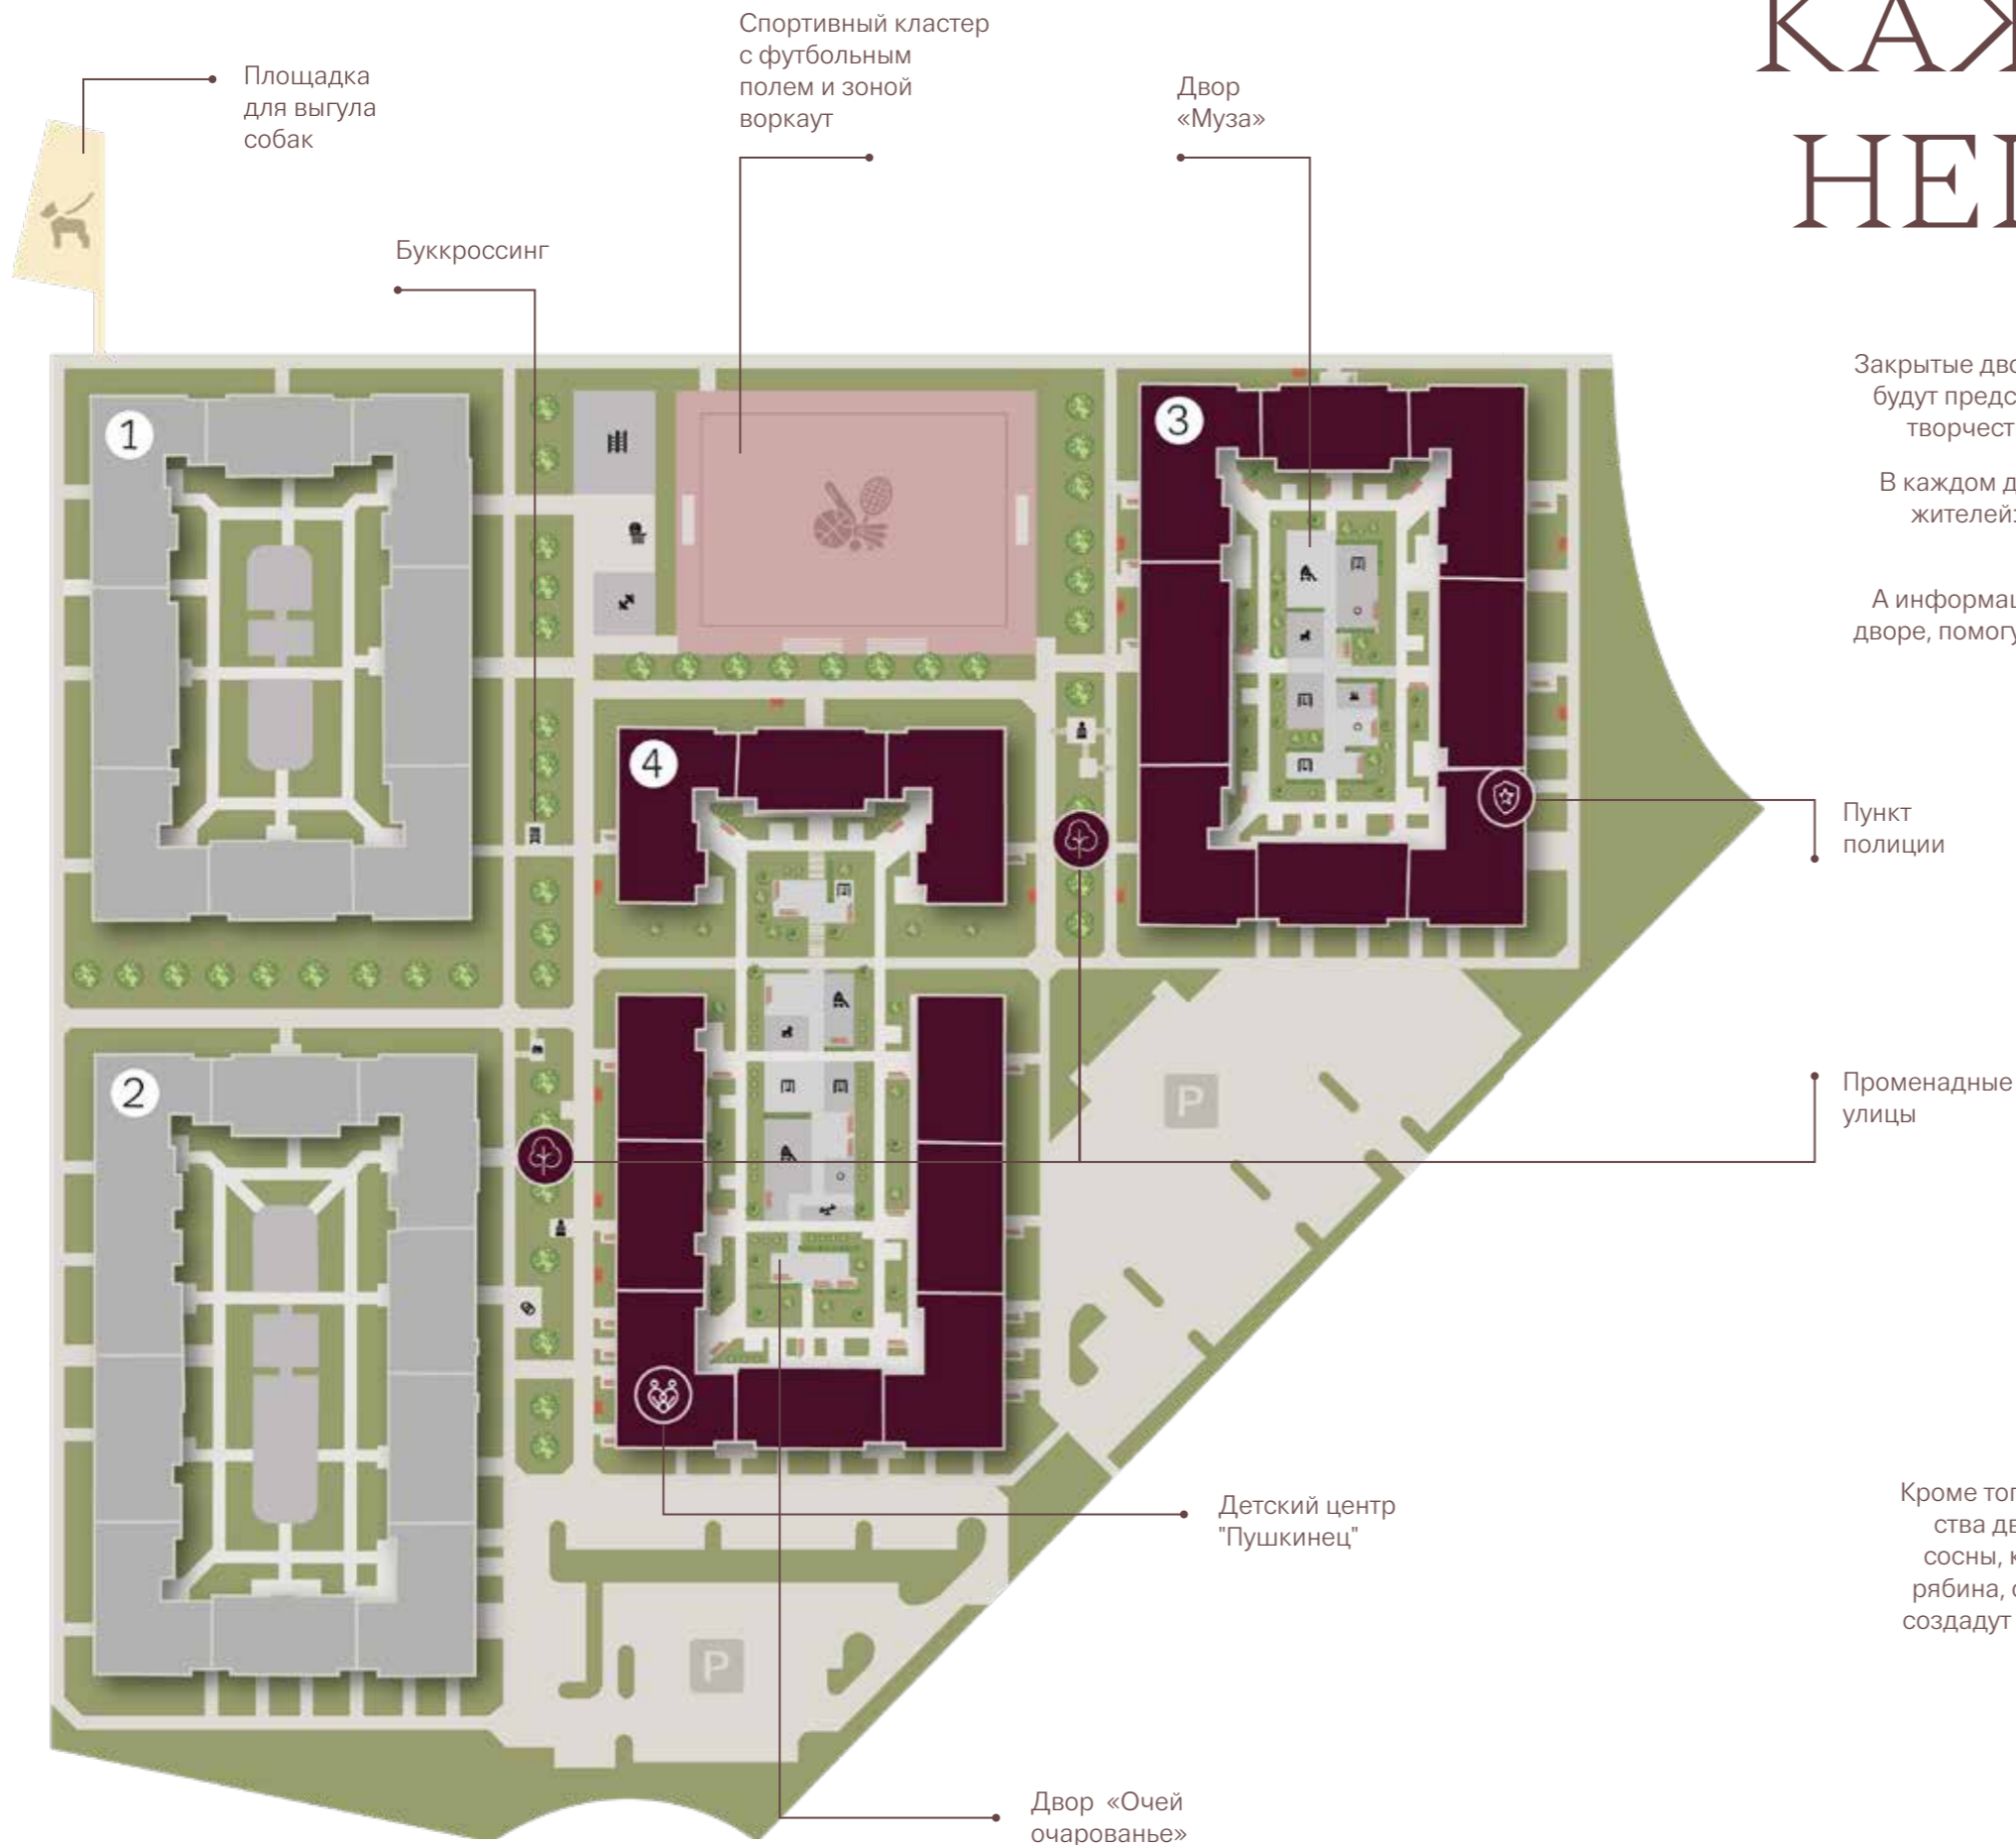 КАЖ
НЕП
Спортивный кластер
с футбольным
полем и зоной
воркаут
Площадка
для выгула
собак
Двор
«Муза»
Буккроссинг
Закрытые дво
будут предс
творчест
В каждом д
жителей:
А информац
дворе, помогу
1
3
4
2
Пункт
полиции
Променадные
улицы
P
Детский центр
"Пушкинец"
Кроме тог
ства дв
сосны, к
рябина, с
создадут
P
Двор «Очей
очарованье»